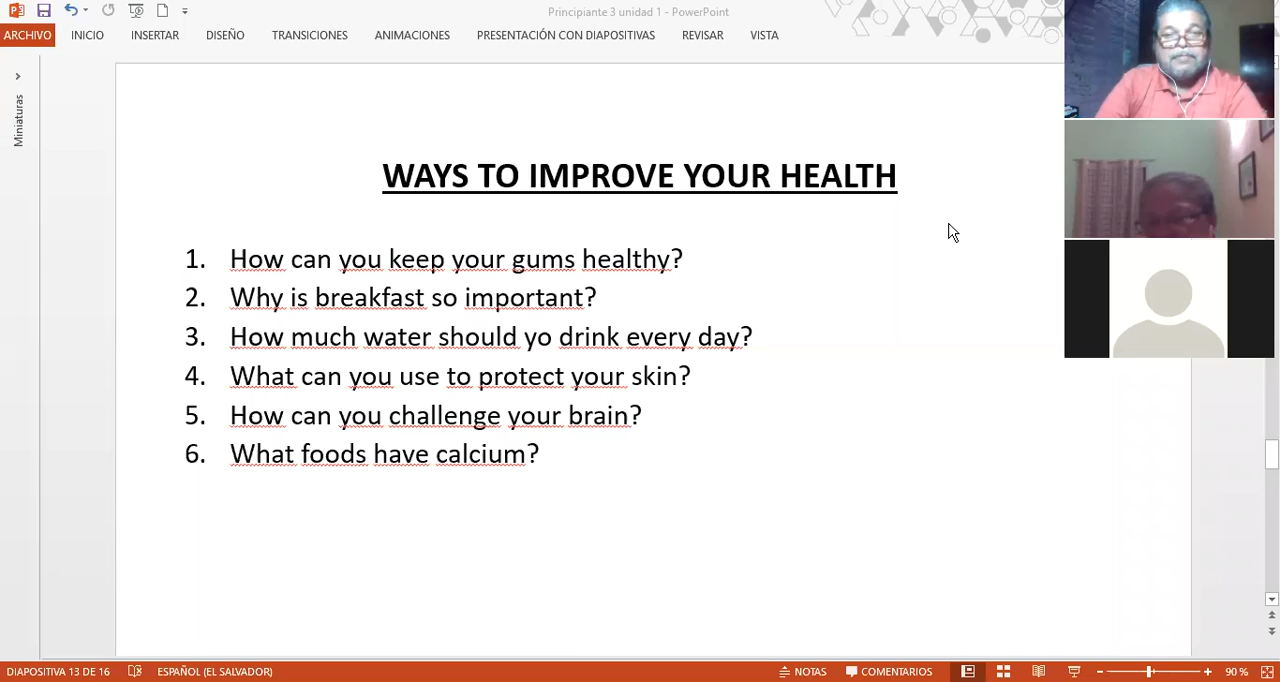 Principiante 3 unidad 1 - PowerPoint
ARCHIVO INICIO INSERTAR DISEÑO TRANSICIONES ANIMACIONES PRESENTACIÓN CON DIAPOSITIVAS REVISAR VISTA
Miniaturas
WAYS TO IMPROVE YOUR HEALTH
1. How can you keep your gums healthy?
2. Why is breakfast so important?
3. How much water should yo drink every day?
4. What can you use to protect your skin?
5. How can you challenge your brain?
6. What foods have calcium?
DIAPOSITIVA 13 DE 16 ESPAÑOL (EL SALVADOR) NOTAS COMENTARIOS 90 %